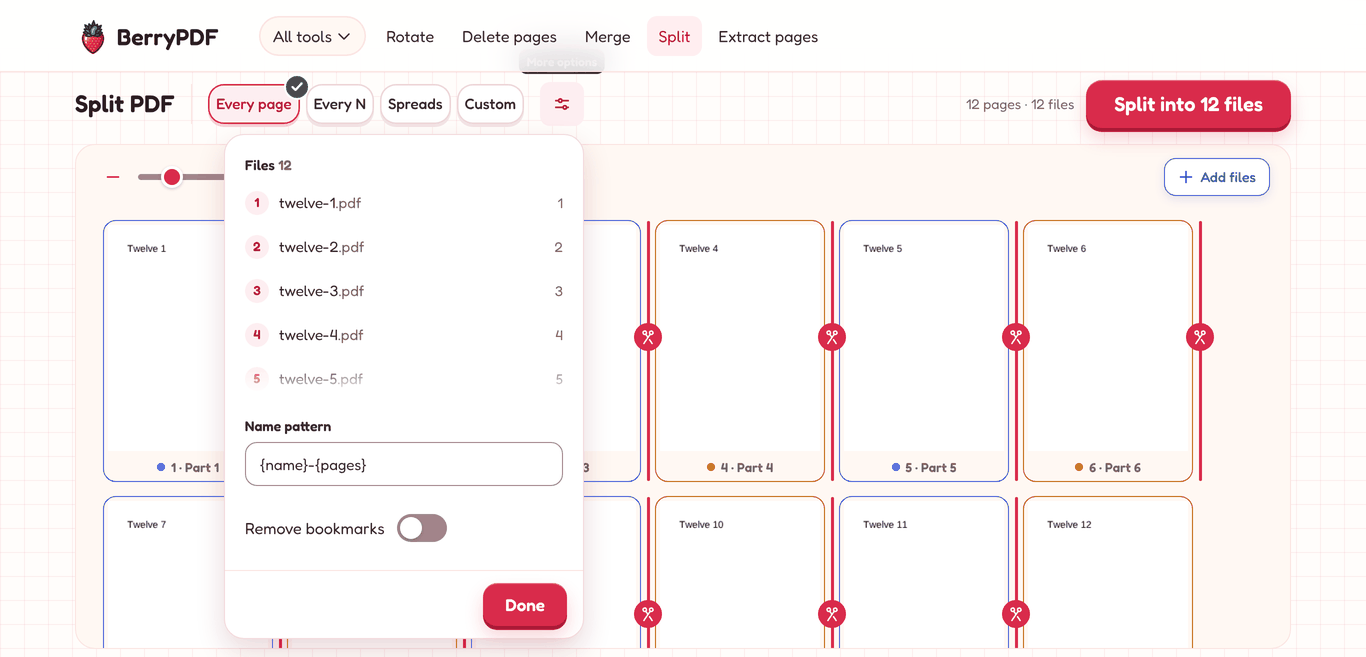 BerryPDF
All tools
Rotate
Delete pages
Merge
Split
Extract pages
More options
Split PDF
Every page
Every N
Spreads
Custom
12 pages · 12 files
Split into 12 files
Files 12
1 twelve-1.pdf 1
2 twelve-2.pdf 2
3 twelve-3.pdf 3
4 twelve-4.pdf 4
5 twelve-5.pdf 5
Name pattern
{name}-{pages}
Remove bookmarks
Done
Add files
Twelve 1
Twelve 4
Twelve 5
Twelve 6
1 · Part 1
3
4 · Part 4
5 · Part 5
6 · Part 6
Twelve 7
Twelve 10
Twelve 11
Twelve 12